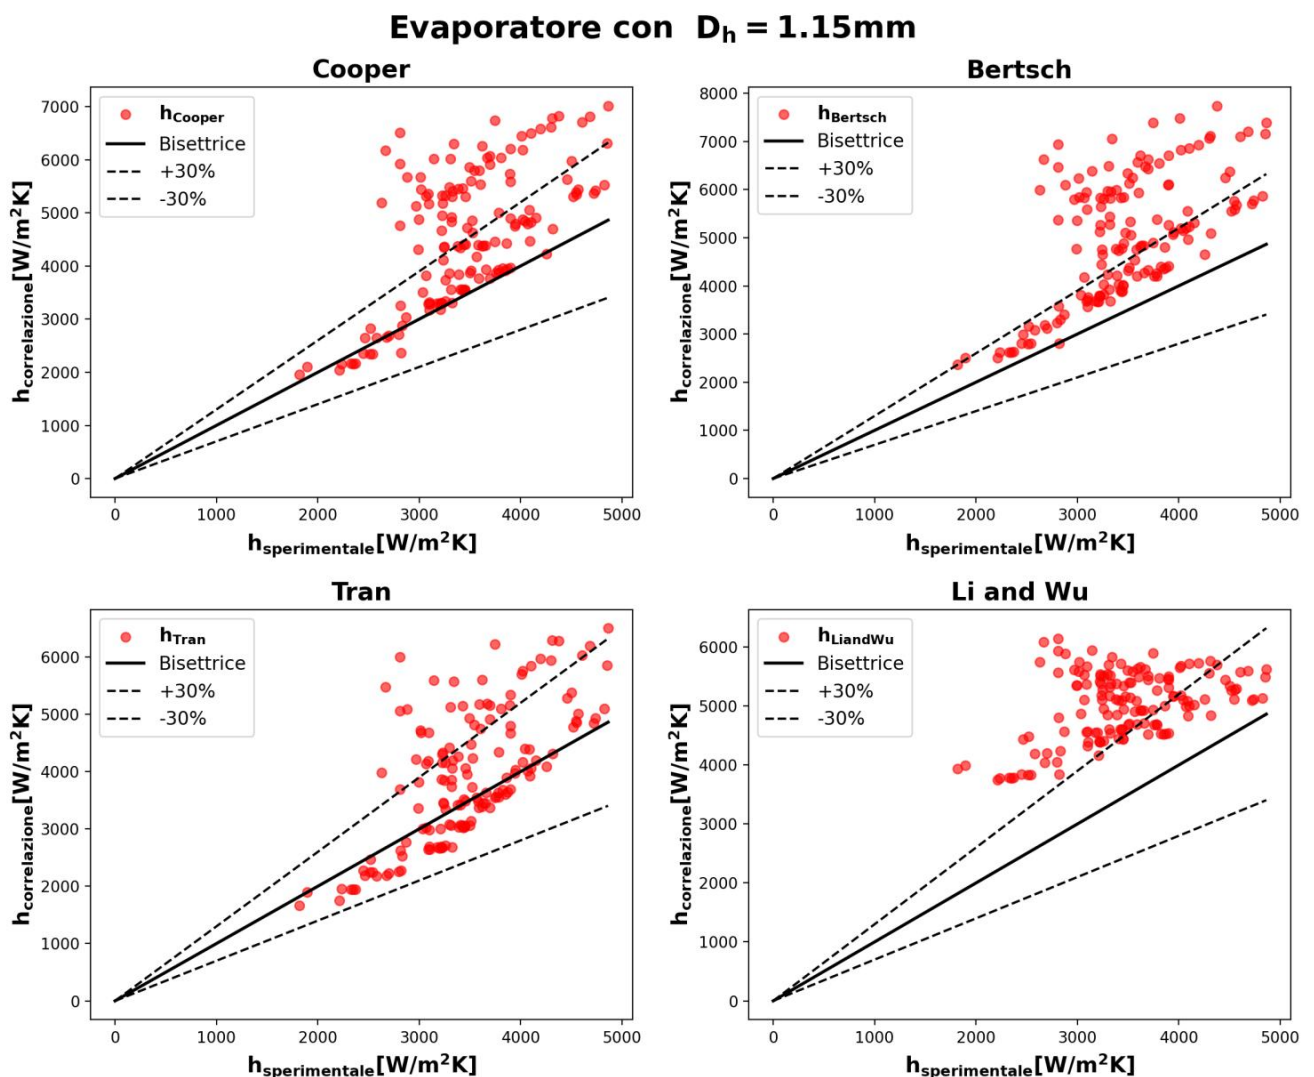 Evaporatore con Dₕ = 1.15mm
Cooper
h_Cooper
Bisettrice
+30%
-30%
7000
6000
5000
4000
3000
2000
1000
0
h_correlazione[W/m²K]
0 1000 2000 3000 4000 5000
h_sperimentale[W/m²K]
Bertsch
h_Bertsch
Bisettrice
+30%
-30%
8000
7000
6000
5000
4000
3000
2000
1000
0
h_correlazione[W/m²K]
0 1000 2000 3000 4000 5000
h_sperimentale[W/m²K]
Tran
h_Tran
Bisettrice
+30%
-30%
6000
5000
4000
3000
2000
1000
0
h_correlazione[W/m²K]
0 1000 2000 3000 4000 5000
h_sperimentale[W/m²K]
Li and Wu
h_LiandWu
Bisettrice
+30%
-30%
6000
5000
4000
3000
2000
1000
0
h_correlazione[W/m²K]
0 1000 2000 3000 4000 5000
h_sperimentale[W/m²K]